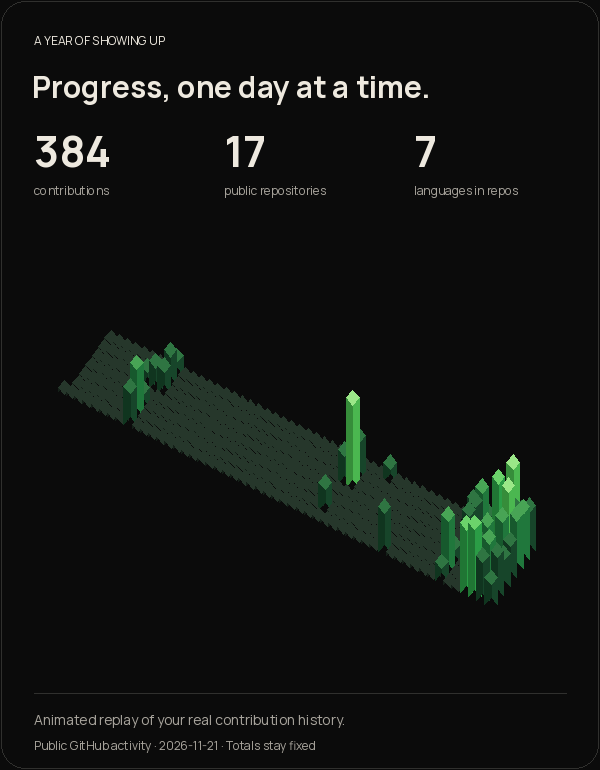 A YEAR OF SHOWING UP
Progress, one day at a time.
384 17 7
contributions public repositories languages in repos
Animated replay of your real contribution history.
Public GitHub activity · 2026-11-21 · Totals stay fixed